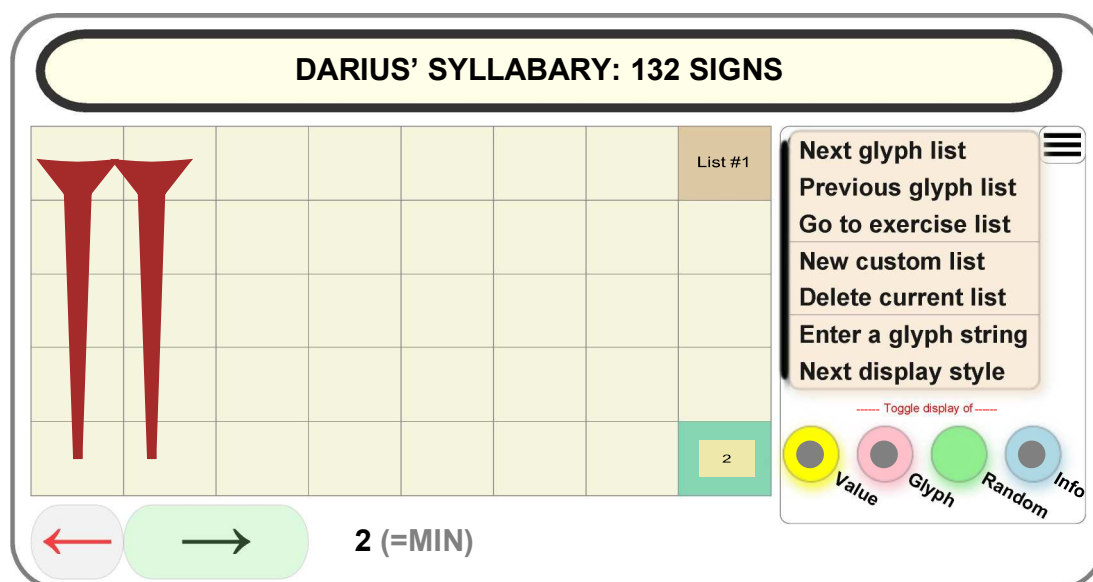 DARIUS’ SYLLABARY: 132 SIGNS
List #1
2
Next glyph list
Previous glyph list
Go to exercise list
New custom list
Delete current list
Enter a glyph string
Next display style
------ Toggle display of ------
Value
Glyph
Random
Info
𒈫
← →
2 (=MIN)